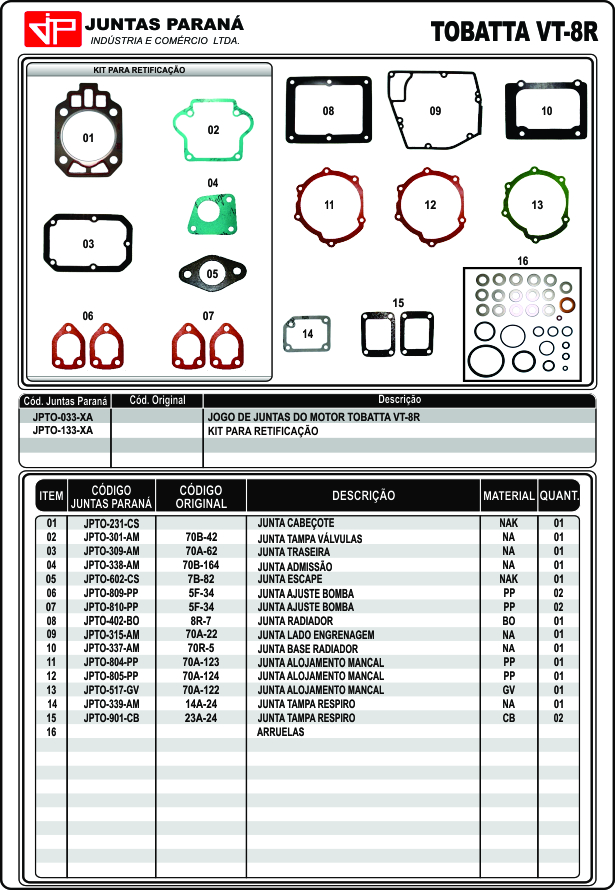 JP JUNTAS PARANÁ
INDÚSTRIA E COMÉRCIO LTDA.
TOBATTA VT-8R
KIT PARA RETIFICAÇÃO
01
02
03
04
05
06
07
08
09
10
11
12
13
14
15
16
Cód. Juntas Paraná Cód. Original Descrição
JPTO-033-XA JOGO DE JUNTAS DO MOTOR TOBATTA VT-8R
JPTO-133-XA KIT PARA RETIFICAÇÃO
ITEM CÓDIGO JUNTAS PARANÁ CÓDIGO ORIGINAL DESCRIÇÃO MATERIAL QUANT.
01 JPTO-231-CS JUNTA CABEÇOTE NAK 01
02 JPTO-301-AM 70B-42 JUNTA TAMPA VÁLVULAS NA 01
03 JPTO-309-AM 70A-62 JUNTA TRASEIRA NA 01
04 JPTO-338-AM 70B-164 JUNTA ADMISSÃO NA 01
05 JPTO-602-CS 7B-82 JUNTA ESCAPE NAK 01
06 JPTO-809-PP 5F-34 JUNTA AJUSTE BOMBA PP 02
07 JPTO-810-PP 5F-34 JUNTA AJUSTE BOMBA PP 02
08 JPTO-402-BO 8R-7 JUNTA RADIADOR BO 01
09 JPTO-315-AM 70A-22 JUNTA LADO ENGRENAGEM NA 01
10 JPTO-337-AM 70R-5 JUNTA BASE RADIADOR NA 01
11 JPTO-804-PP 70A-123 JUNTA ALOJAMENTO MANCAL PP 01
12 JPTO-805-PP 70A-124 JUNTA ALOJAMENTO MANCAL PP 01
13 JPTO-517-GV 70A-122 JUNTA ALOJAMENTO MANCAL GV 01
14 JPTO-339-AM 14A-24 JUNTA TAMPA RESPIRO NA 01
15 JPTO-901-CB 23A-24 JUNTA TAMPA RESPIRO CB 02
16 ARRUELAS